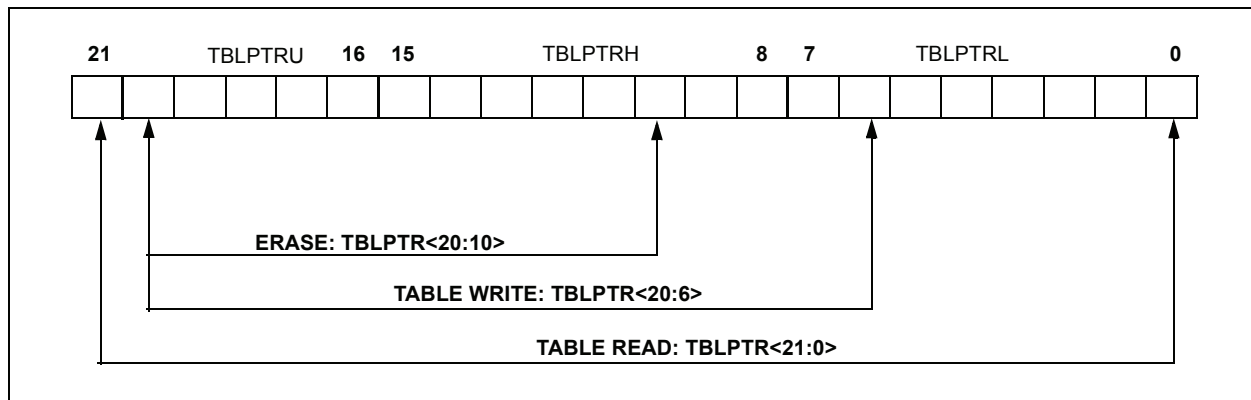 21 TBLPTRU 16 15 TBLPTRH 8 7 TBLPTRL 0
ERASE: TBLPTR<20:10>
TABLE WRITE: TBLPTR<20:6>
TABLE READ: TBLPTR<21:0>